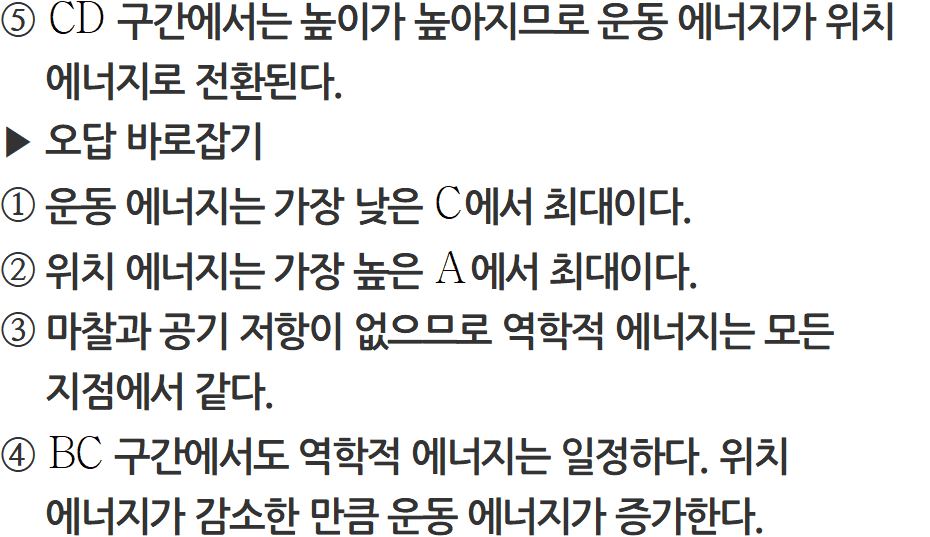 ⑤ CD 구간에서는 높이가 높아지므로 운동 에너지가 위치
에너지로 전환된다.
▶ 오답 바로잡기
① 운동 에너지는 가장 낮은 C에서 최대이다.
② 위치 에너지는 가장 높은 A에서 최대이다.
③ 마찰과 공기 저항이 없으므로 역학적 에너지는 모든
지점에서 같다.
④ BC 구간에서도 역학적 에너지는 일정하다. 위치
에너지가 감소한 만큼 운동 에너지가 증가한다.